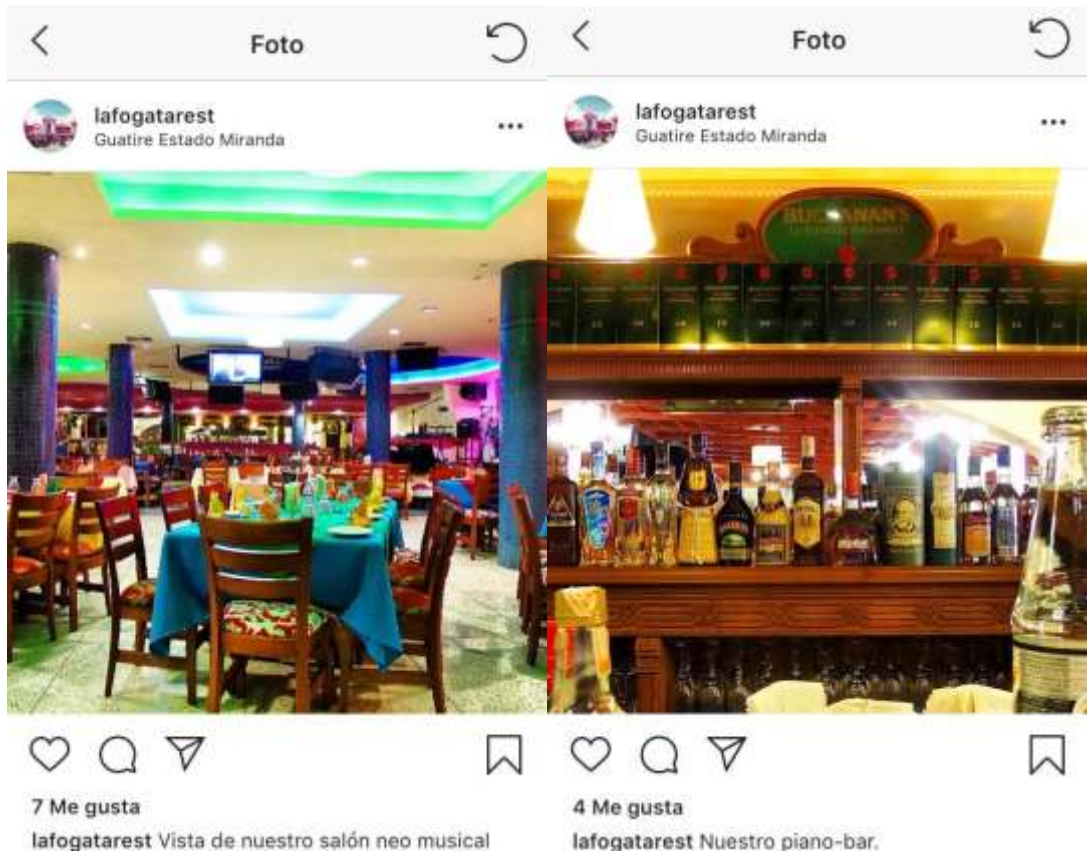 Foto
lafogatarest
Guatire Estado Miranda
7 Me gusta
lafogatarest Vista de nuestro salón neo musical
Foto
lafogatarest
Guatire Estado Miranda
BUCHANAN'S
4 Me gusta
lafogatarest Nuestro piano-bar.